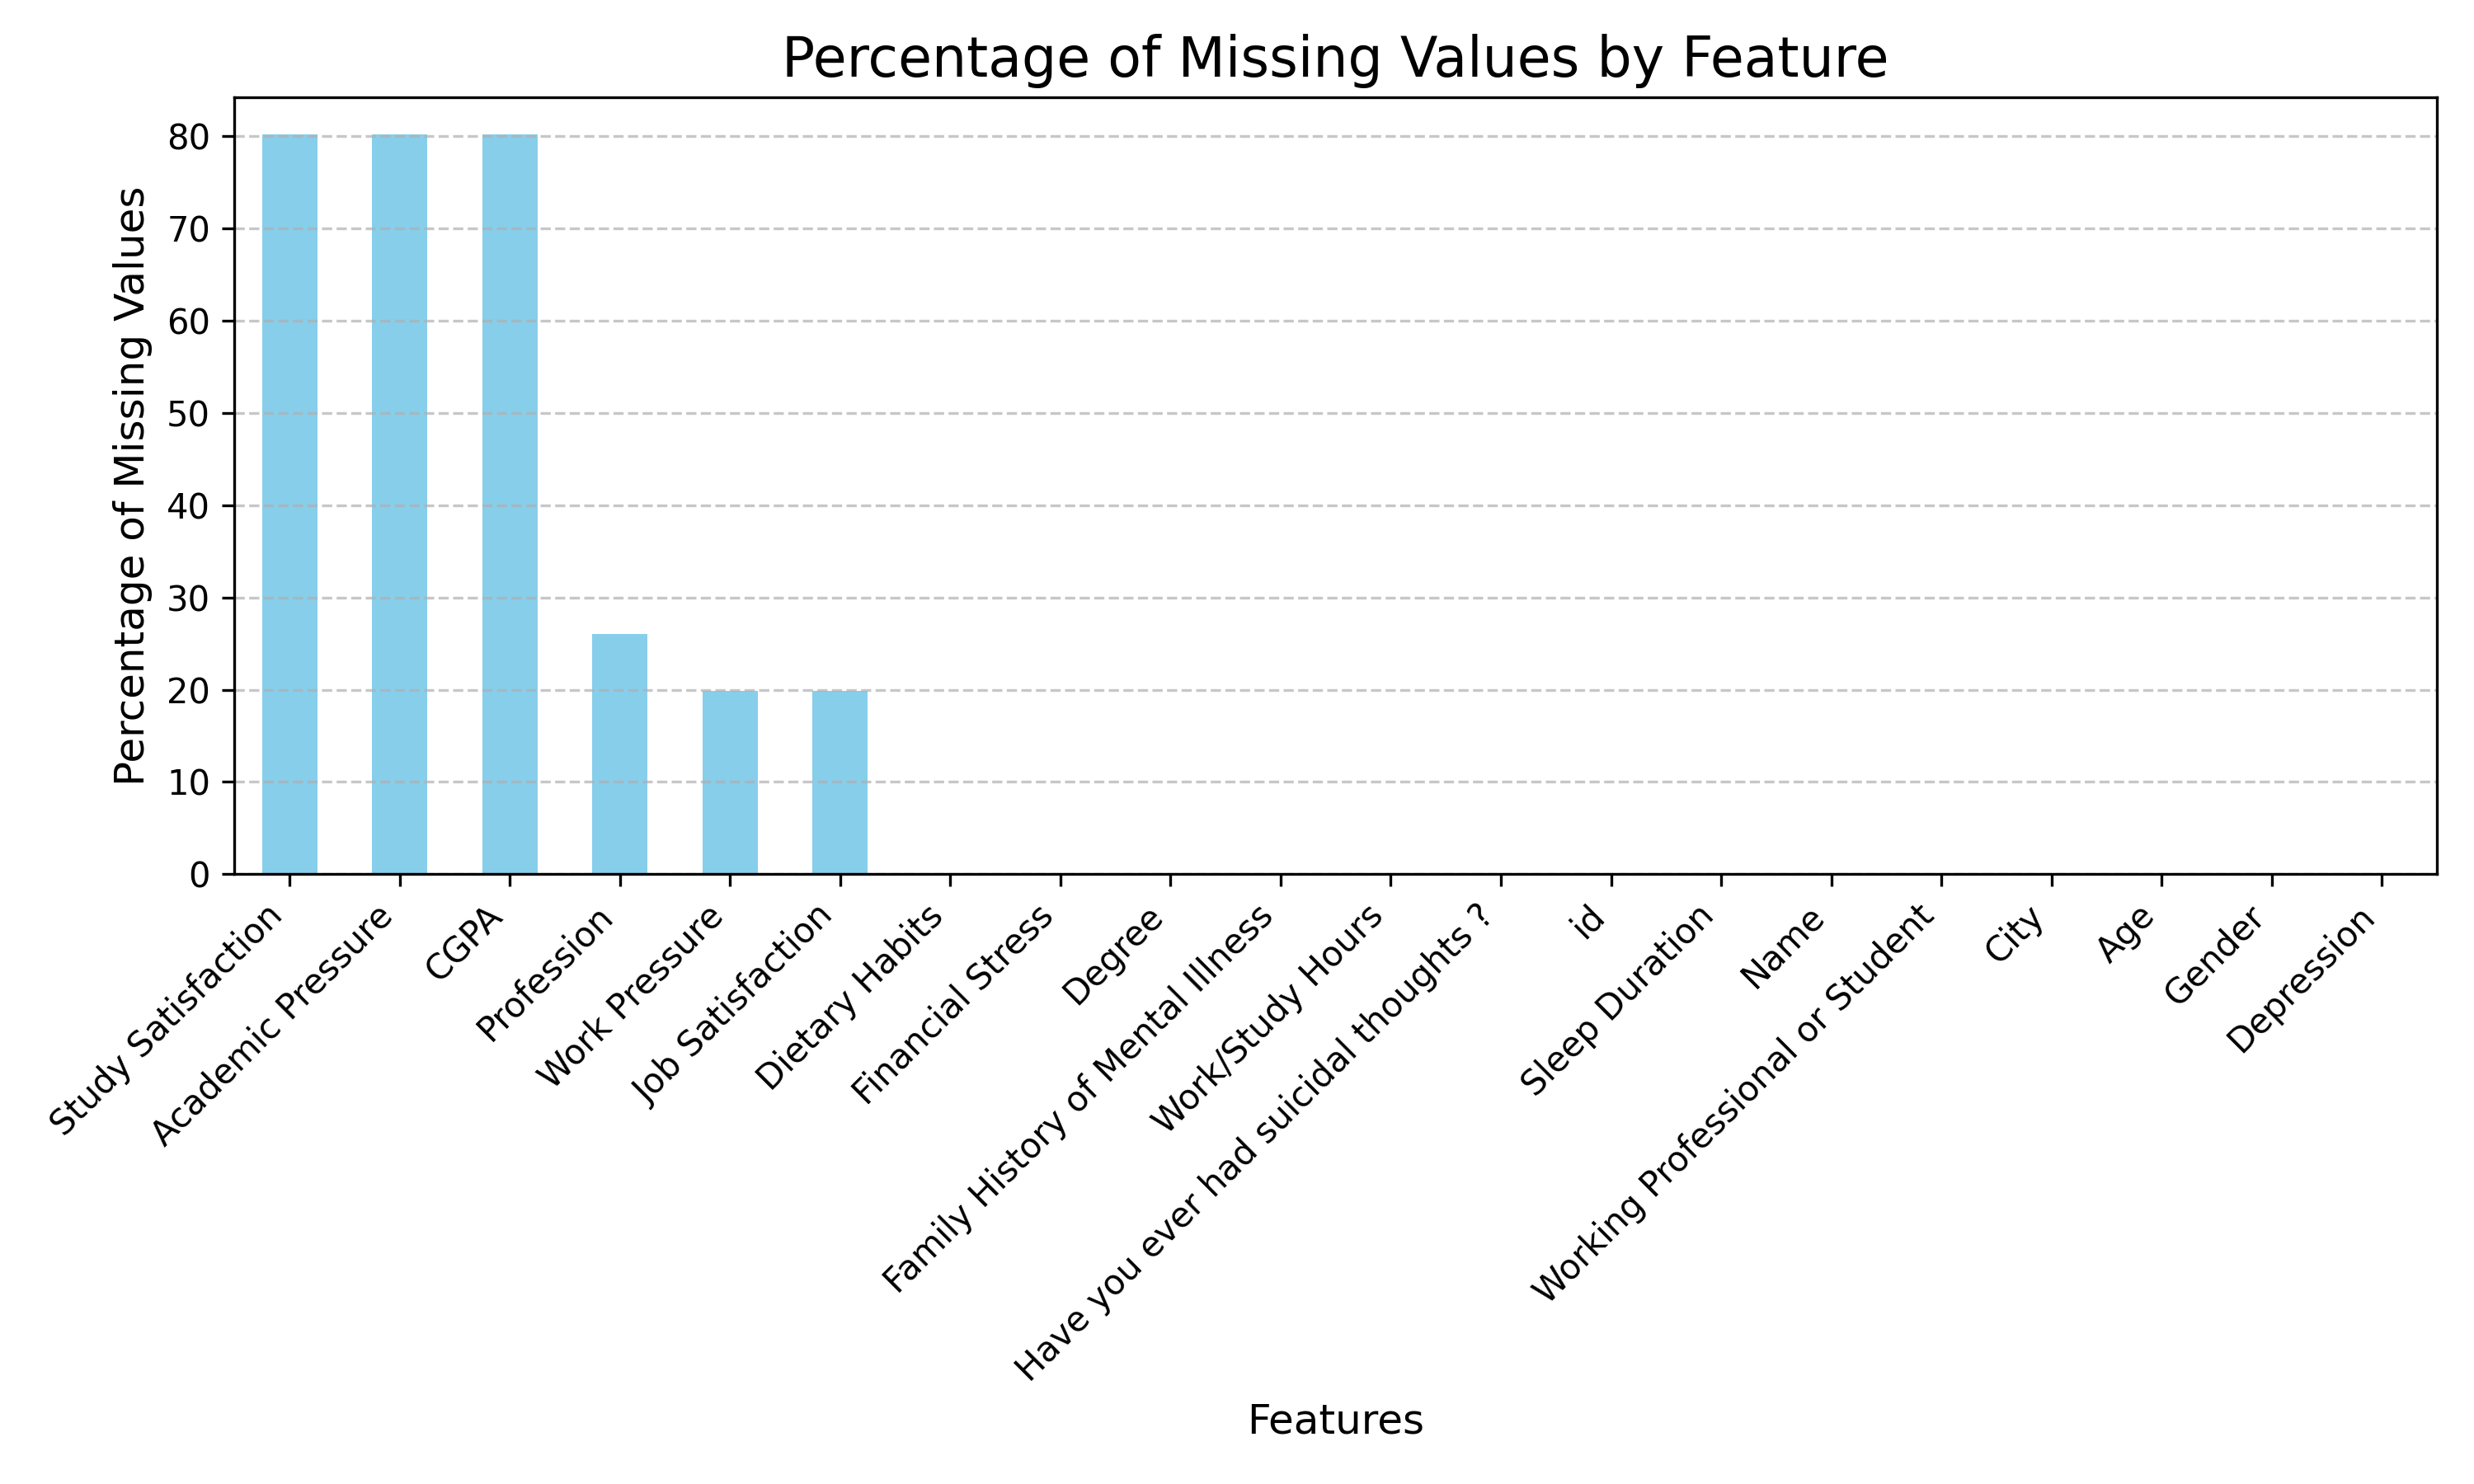 Percentage of Missing Values by Feature
Percentage of Missing Values
80
70
60
50
40
30
20
10
0
Study Satisfaction
Academic Pressure
CGPA
Profession
Work Pressure
Job Satisfaction
Dietary Habits
Financial Stress
Degree
Family History of Mental Illness
Work/Study Hours
Have you ever had suicidal thoughts ?
id
Sleep Duration
Name
Working Professional or Student
City
Age
Gender
Depression
Features